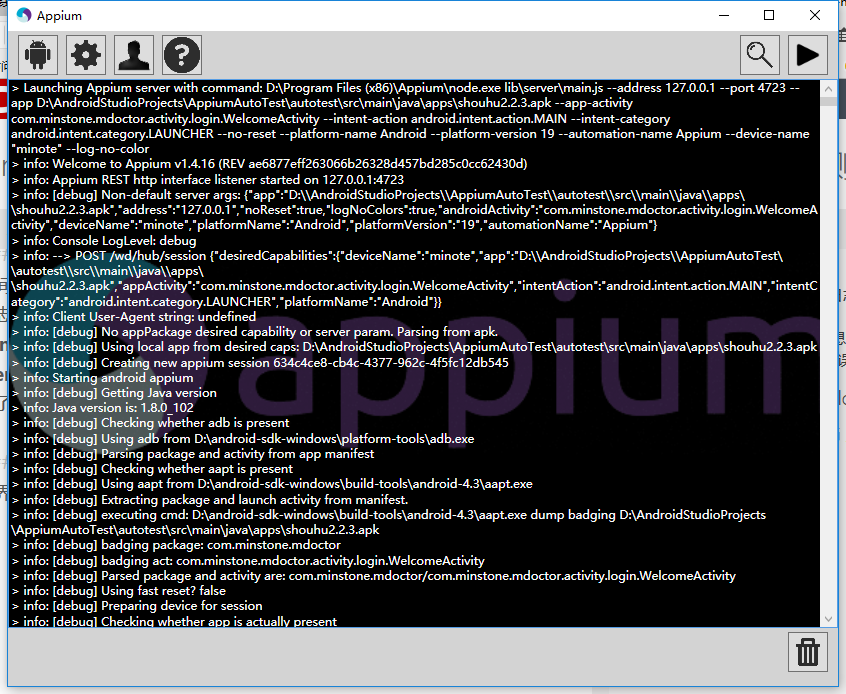 Appium
> Launching Appium server with command: D:\Program Files (x86)\Appium\node.exe lib\server\main.js --address 127.0.0.1 --port 4723 --
app D:\AndroidStudioProjects\AppiumAutoTest\autotest\src\main\java\apps\shouhu2.2.3.apk --app-activity
com.minstone.mdoctor.activity.login.WelcomeActivity --intent-action android.intent.action.MAIN --intent-category
android.intent.category.LAUNCHER --no-reset --platform-name Android --platform-version 19 --automation-name Appium --device-name
"minote" --log-no-color
> info: Welcome to Appium v1.4.16 (REV ae6877eff263066b26328d457bd285c0cc62430d)
> info: Appium REST http interface listener started on 127.0.0.1:4723
> info: [debug] Non-default server args: {"app":"D:\\AndroidStudioProjects\\AppiumAutoTest\\autotest\\src\\main\\java\\apps\
\shouhu2.2.3.apk","address":"127.0.0.1","noReset":true,"logNoColors":true,"androidActivity":"com.minstone.mdoctor.activity.login.WelcomeA
ctivity","deviceName":"minote","platformName":"Android","platformVersion":"19","automationName":"Appium"}
> info: Console LogLevel: debug
> info: --> POST /wd/hub/session {"desiredCapabilities":{"deviceName":"minote","app":"D:\\AndroidStudioProjects\\AppiumAutoTest\
\autotest\\src\\main\\java\\apps\
\shouhu2.2.3.apk","appActivity":"com.minstone.mdoctor.activity.login.WelcomeActivity","intentAction":"android.intent.action.MAIN","intentC
ategory":"android.intent.category.LAUNCHER","platformName":"Android"}}
> info: Client User-Agent string: undefined
> info: [debug] No appPackage desired capability or server param. Parsing from apk.
> info: [debug] Using local app from desired caps: D:\AndroidStudioProjects\AppiumAutoTest\autotest\src\main\java\apps\shouhu2.2.3.apk
> info: [debug] Creating new appium session 634c4ce8-cb4c-4377-962c-4f5fc12db545
> info: Starting android appium
> info: [debug] Getting Java version
> info: Java version is: 1.8.0_102
> info: [debug] Checking whether adb is present
> info: [debug] Using adb from D:\android-sdk-windows\platform-tools\adb.exe
> info: [debug] Parsing package and activity from app manifest
> info: [debug] Checking whether aapt is present
> info: [debug] Using aapt from D:\android-sdk-windows\build-tools\android-4.3\aapt.exe
> info: [debug] Extracting package and launch activity from manifest.
> info: [debug] executing cmd: D:\android-sdk-windows\build-tools\android-4.3\aapt.exe dump badging D:\AndroidStudioProjects
\AppiumAutoTest\autotest\src\main\java\apps\shouhu2.2.3.apk
> info: [debug] badging package: com.minstone.mdoctor
> info: [debug] badging act: com.minstone.mdoctor.activity.login.WelcomeActivity
> info: [debug] Parsed package and activity are: com.minstone.mdoctor/com.minstone.mdoctor.activity.login.WelcomeActivity
> info: [debug] Using fast reset? false
> info: [debug] Preparing device for session
> info: [debug] Checking whether app is actually present
appium